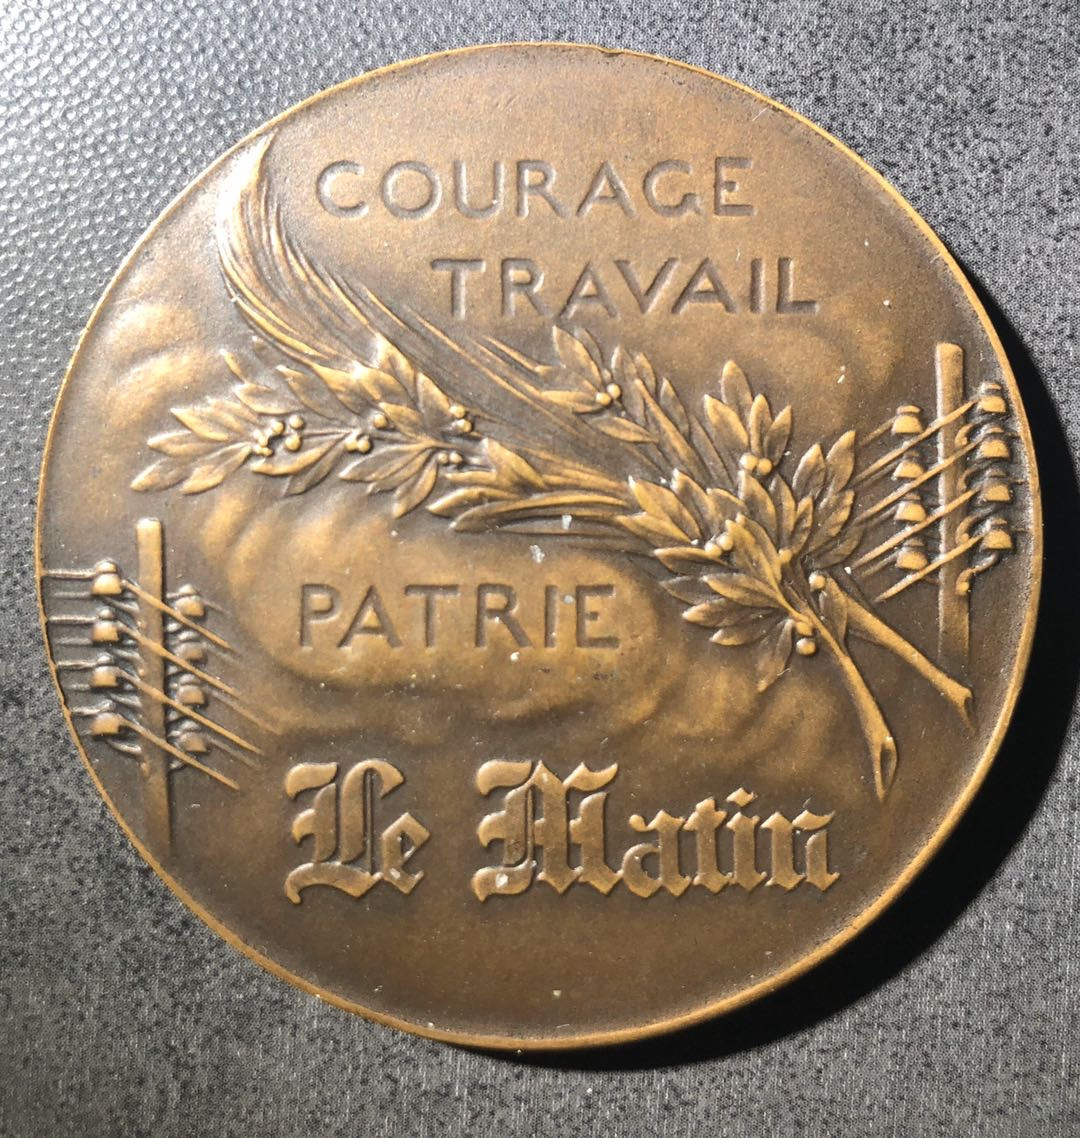 COURAGE
TRAVAIL
PATRIE
Le Matin